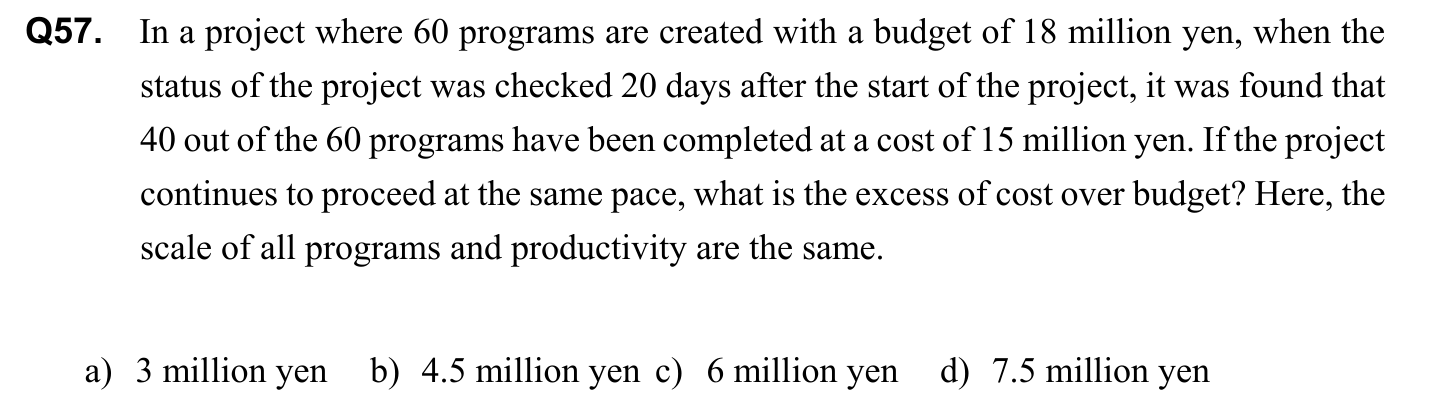 Q57. In a project where 60 programs are created with a budget of 18 million yen, when the
status of the project was checked 20 days after the start of the project, it was found that
40 out of the 60 programs have been completed at a cost of 15 million yen. If the project
continues to proceed at the same pace, what is the excess of cost over budget? Here, the
scale of all programs and productivity are the same.
a) 3 million yen b) 4.5 million yen c) 6 million yen d) 7.5 million yen